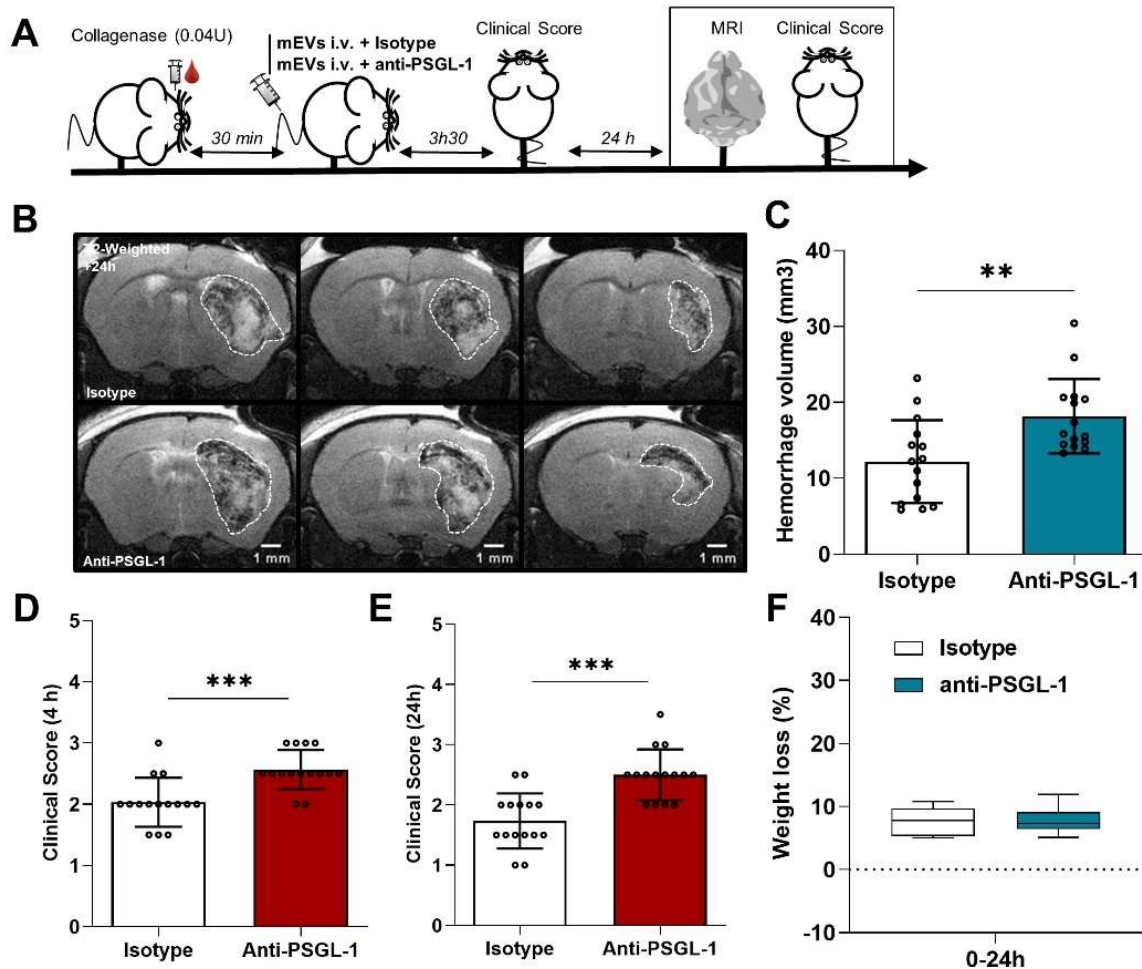 A
Collagenase (0.04U)
mEVs i.v. + Isotype
mEVs i.v. + anti-PSGL-1
Clinical Score
MRI
Clinical Score
30 min
3h30
24 h
B
T2-Weighted
+24h
Isotype
Anti-PSGL-1
1 mm
1 mm
1 mm
C
Hemorrhage volume (mm3)
40
30
20
10
0
**
Isotype
Anti-PSGL-1
D
Clinical Score (4 h)
5
4
3
2
1
0
***
Isotype
Anti-PSGL-1
E
Clinical Score (24h)
5
4
3
2
1
0
***
Isotype
Anti-PSGL-1
F
Weight loss (%)
40
30
20
10
0
-10
Isotype
anti-PSGL-1
0-24h